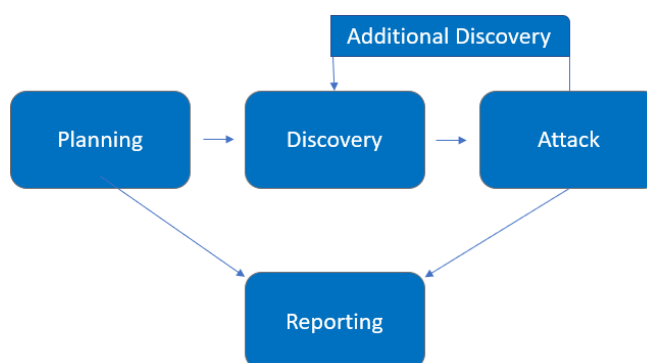 Additional Discovery
Planning
Discovery
Attack
Reporting